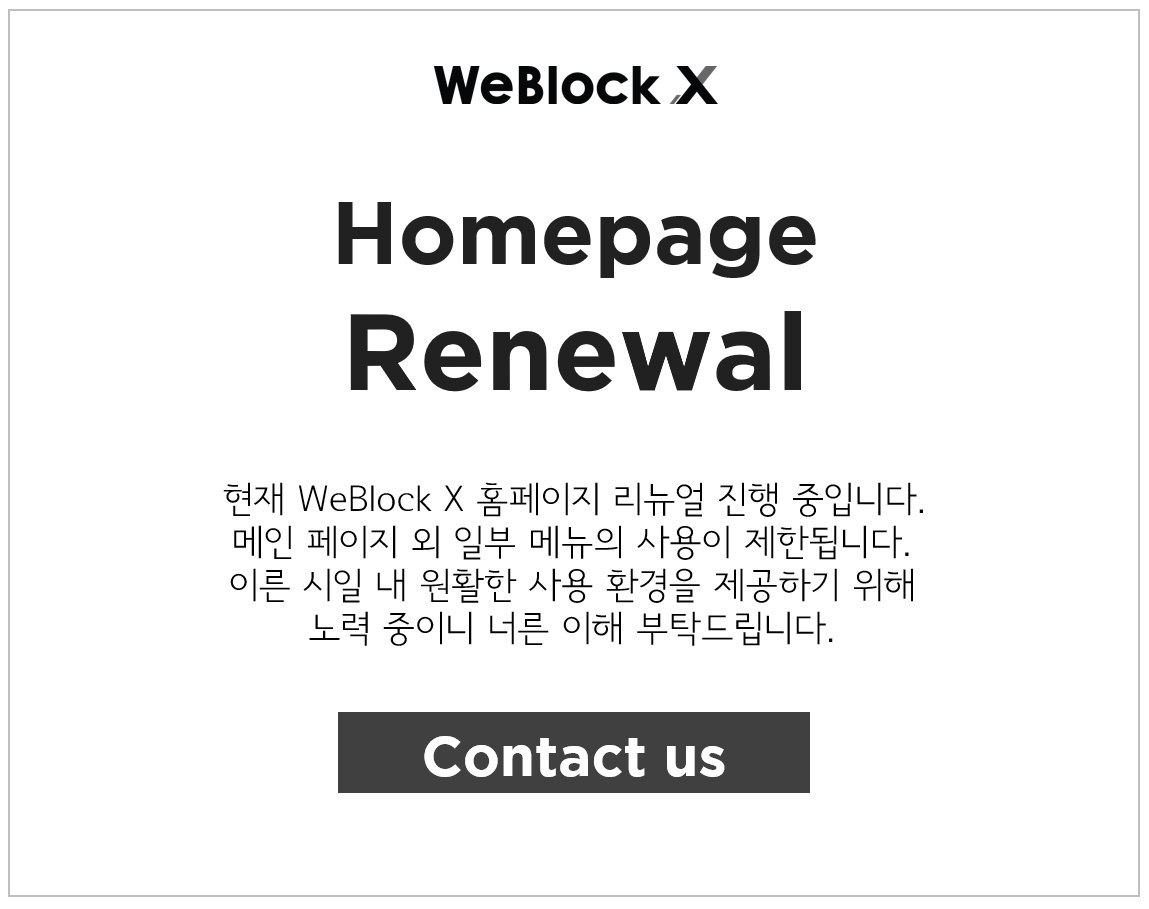 WeBlock X
Homepage
Renewal
현재 WeBlock X 홈페이지 리뉴얼 진행 중입니다.
메인 페이지 외 일부 메뉴의 사용이 제한됩니다.
이른 시일 내 원활한 사용 환경을 제공하기 위해
노력 중이니 너른 이해 부탁드립니다.
Contact us